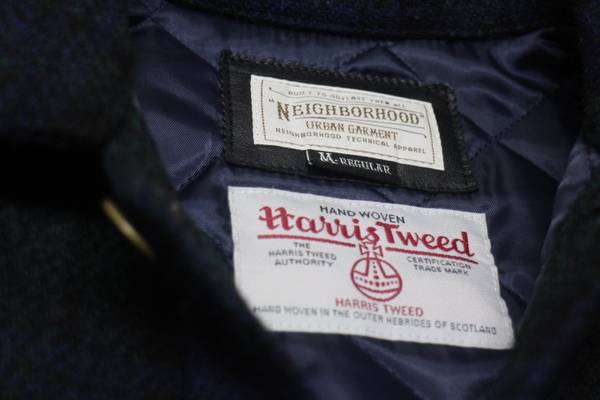 BUILT TO OUTLAST THEM ALL
"NEIGHBORHOOD"
URBAN GARMENT
NEIGHBORHOOD TECHNICAL APPAREL
M-REGULAR
HAND WOVEN
Harris Tweed
THE
HARRIS TWEED
AUTHORITY
CERTIFICATION
TRADE MARK
HARRIS TWEED
HAND WOVEN IN THE OUTER HEBRIDES OF SCOTLAND